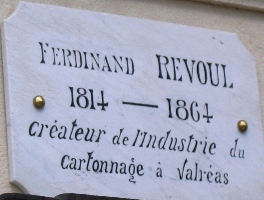 FERDINAND REVOUL
1814 — 1864
créateur de l'Industrie du
cartonnage à Valréas